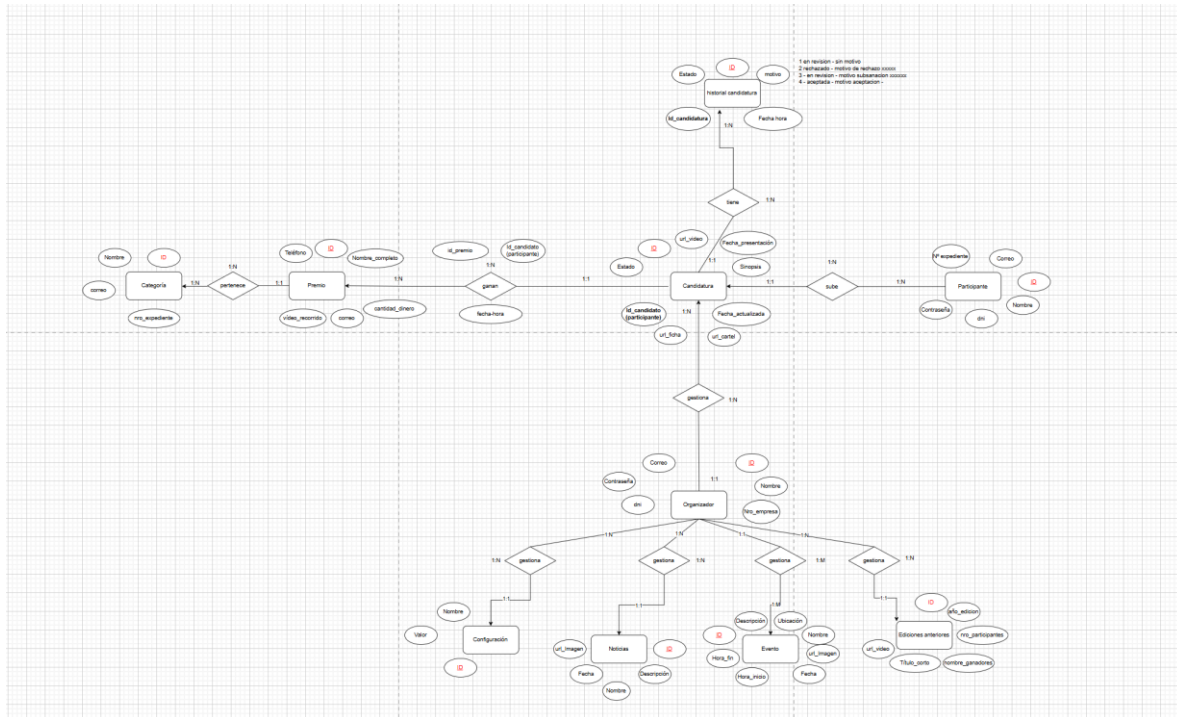 1 en revision - sin motivo
2 rechazado - motivo de rechazo xxxxx
3 - en revision - motivo subsanacion xxxxxx
4 - aceptada - motivo aceptacion -
ID
Estado
motivo
historial candidatura
Id_candidatura
Fecha hora
1:N
tiene
1:N
1:1
url_video
Fecha_presentación
ID
Estado
Sinopsis
Candidatura
id_candidato
(participante)
Fecha_actualizada
url_ficha
url_cartel
1:N
Nombre
ID
Categoría
correo
nro_expediente
1:N
1:N
pertenece
1:1
Teléfono
ID
Nombre_completo
Premio
vídeo_recorrido
correo
cantidad_dinero
1:N
id_premio
Id_candidato
(participante)
1:N
ganan
fecha-hora
1:1
1:N
1:1
sube
1:N
Nº expediente
Correo
Participante
ID
Contraseña
Nombre
dni
gestiona
1:N
1:1
Correo
ID
Contraseña
Nombre
dni
Organizador
Nro_empresa
1:N
1:N
1:1
1:N
1:N
gestiona
gestiona
1:N
gestiona
1:M
gestiona
1:N
1:1
1:1
1:M
1:1
Nombre
Valor
Configuración
ID
url_Imagen
Noticias
ID
Fecha
Descripción
Nombre
Descripción
Ubicación
ID
Nombre
Hora_fin
Evento
url_Imagen
Hora_inicio
Fecha
ID
año_edicion
Ediciones anteriores
nro_participantes
url_video
Título_corto
nombre_ganadores